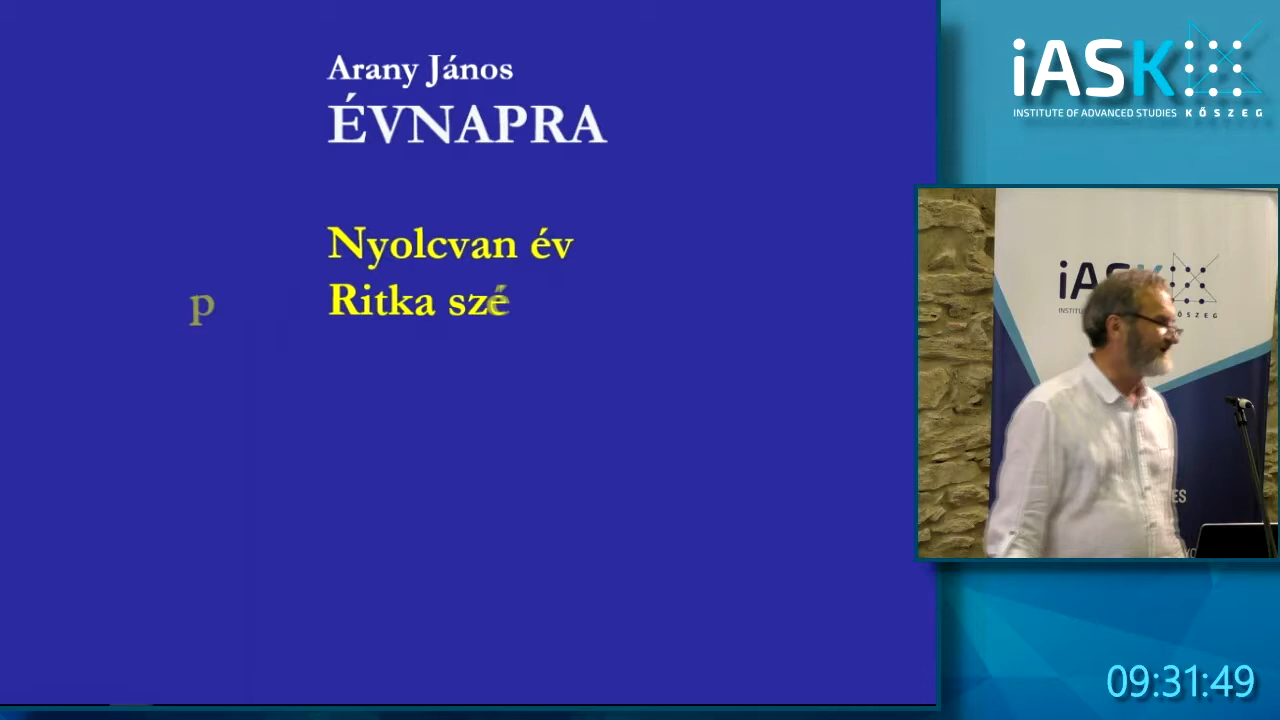 Arany János
ÉVNAPRA
Nyolcvan év
p Ritka szé
iASK
INSTITUTE OF ADVANCED STUDIES KŐSZEG
09:31:49